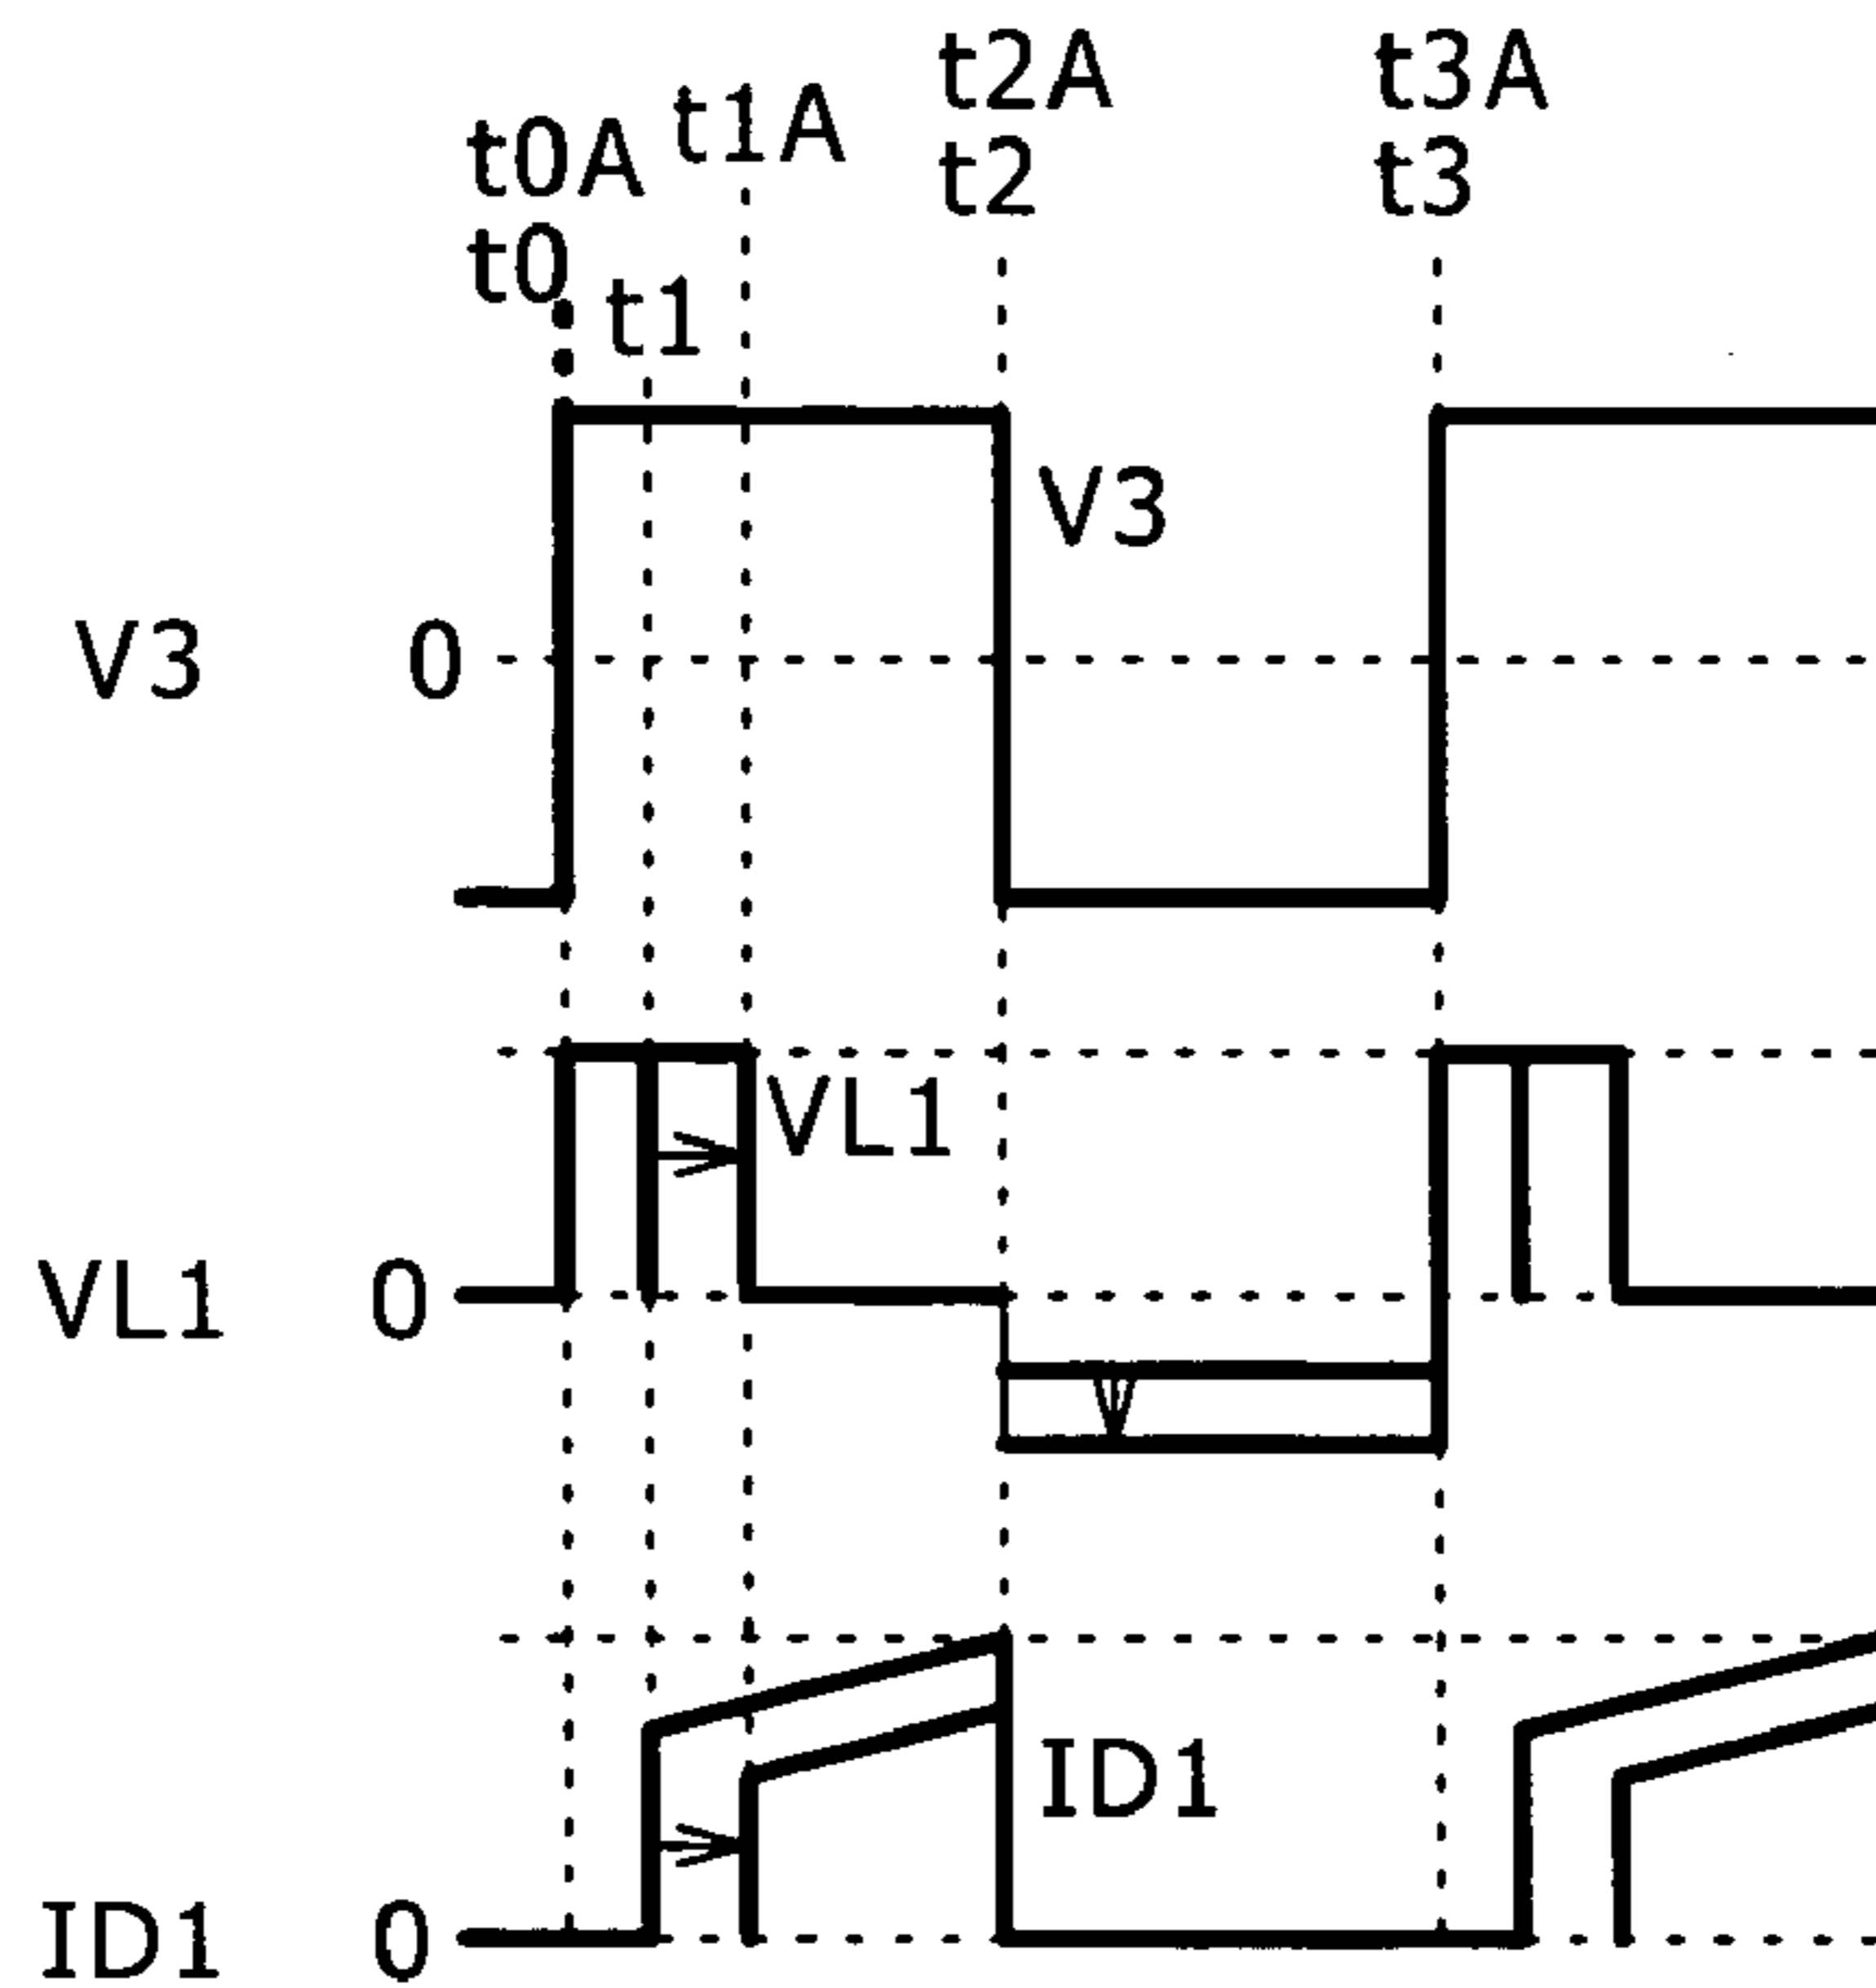 t2A t3A
t1A
t0A t2 t3
t0
t1
V3
V3 0
VL1
VL1 0
ID1
ID1 0